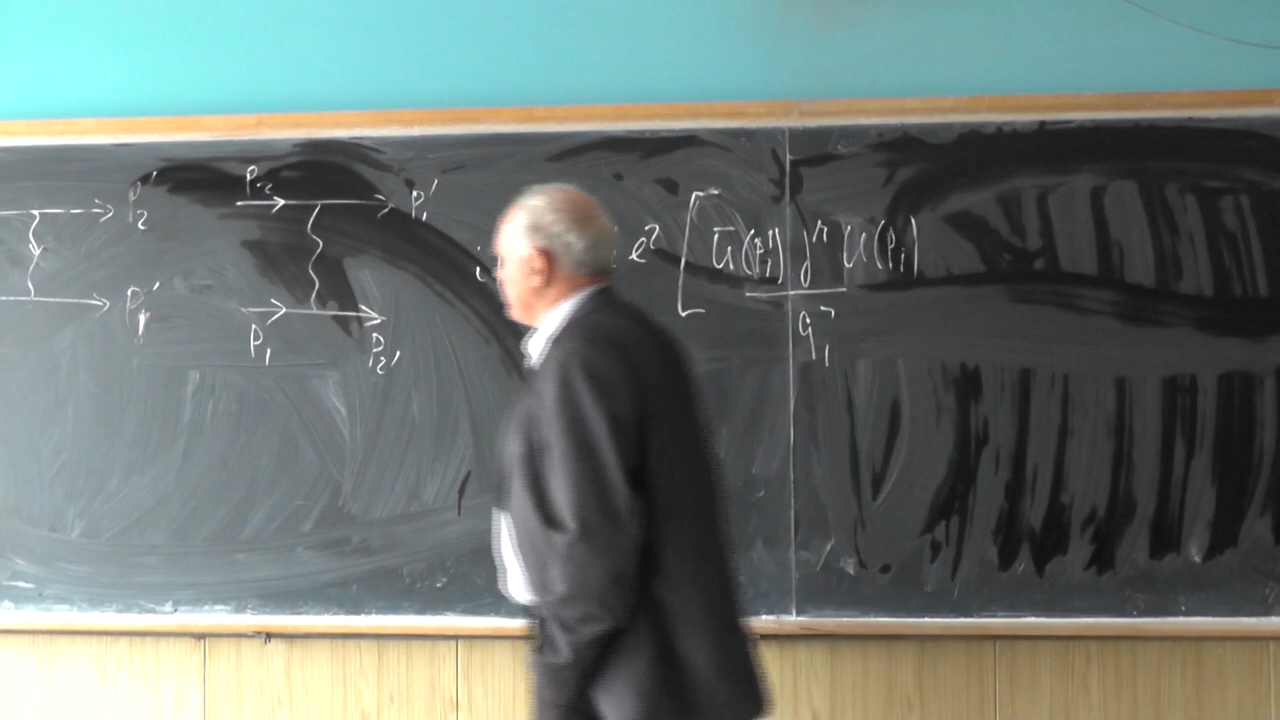 P₂' P₂ P₁'
P₁' P₁ P₂'
i e² [ ū(p₁') γ^μ u(p₁)
q₁²